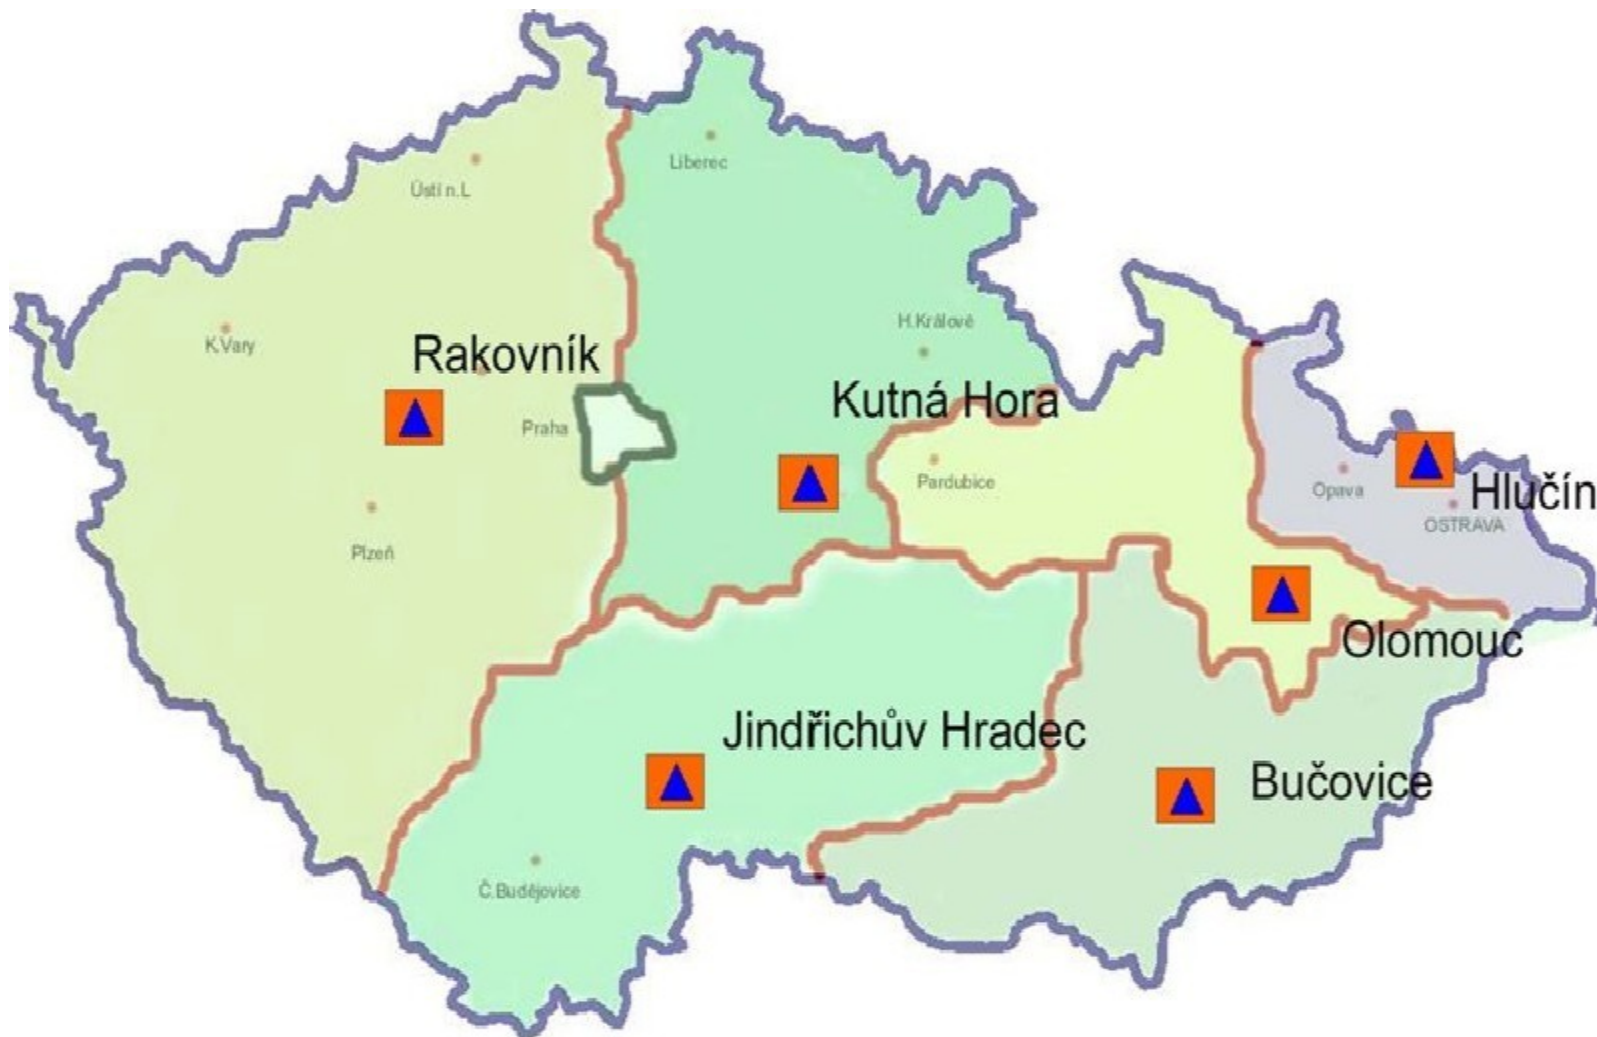 Liberec
Ústí n.L
H.Králové
K.Vary
Rakovník
Kutná Hora
Praha
Pardubice
Opava
Hlučín
OSTRAVA
Plzeň
Olomouc
Jindřichův Hradec
Bučovice
Č.Budějovice